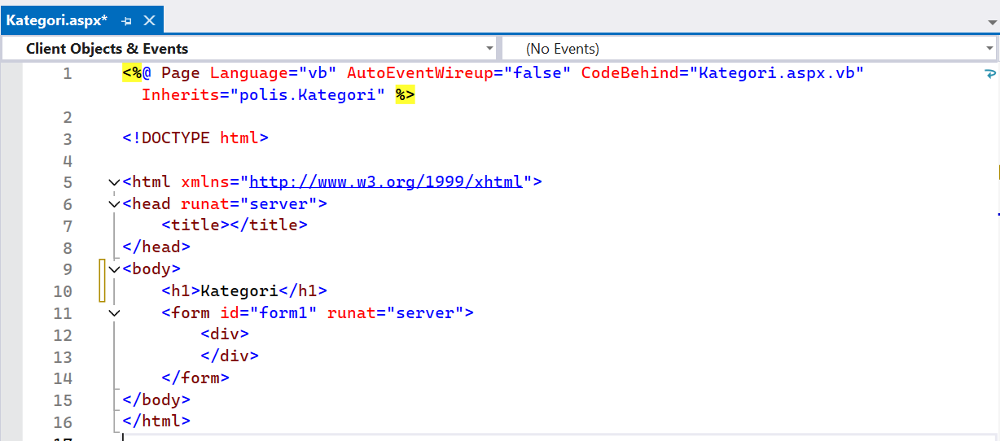 Kategori.aspx*
Client Objects & Events (No Events)
1 <%@ Page Language="vb" AutoEventWireup="false" CodeBehind="Kategori.aspx.vb"
Inherits="polis.Kategori" %>
2
3 <!DOCTYPE html>
4
5 <html xmlns="http://www.w3.org/1999/xhtml">
6 <head runat="server">
7 <title></title>
8 </head>
9 <body>
10 <h1>Kategori</h1>
11 <form id="form1" runat="server">
12 <div>
13 </div>
14 </form>
15 </body>
16 </html>
17